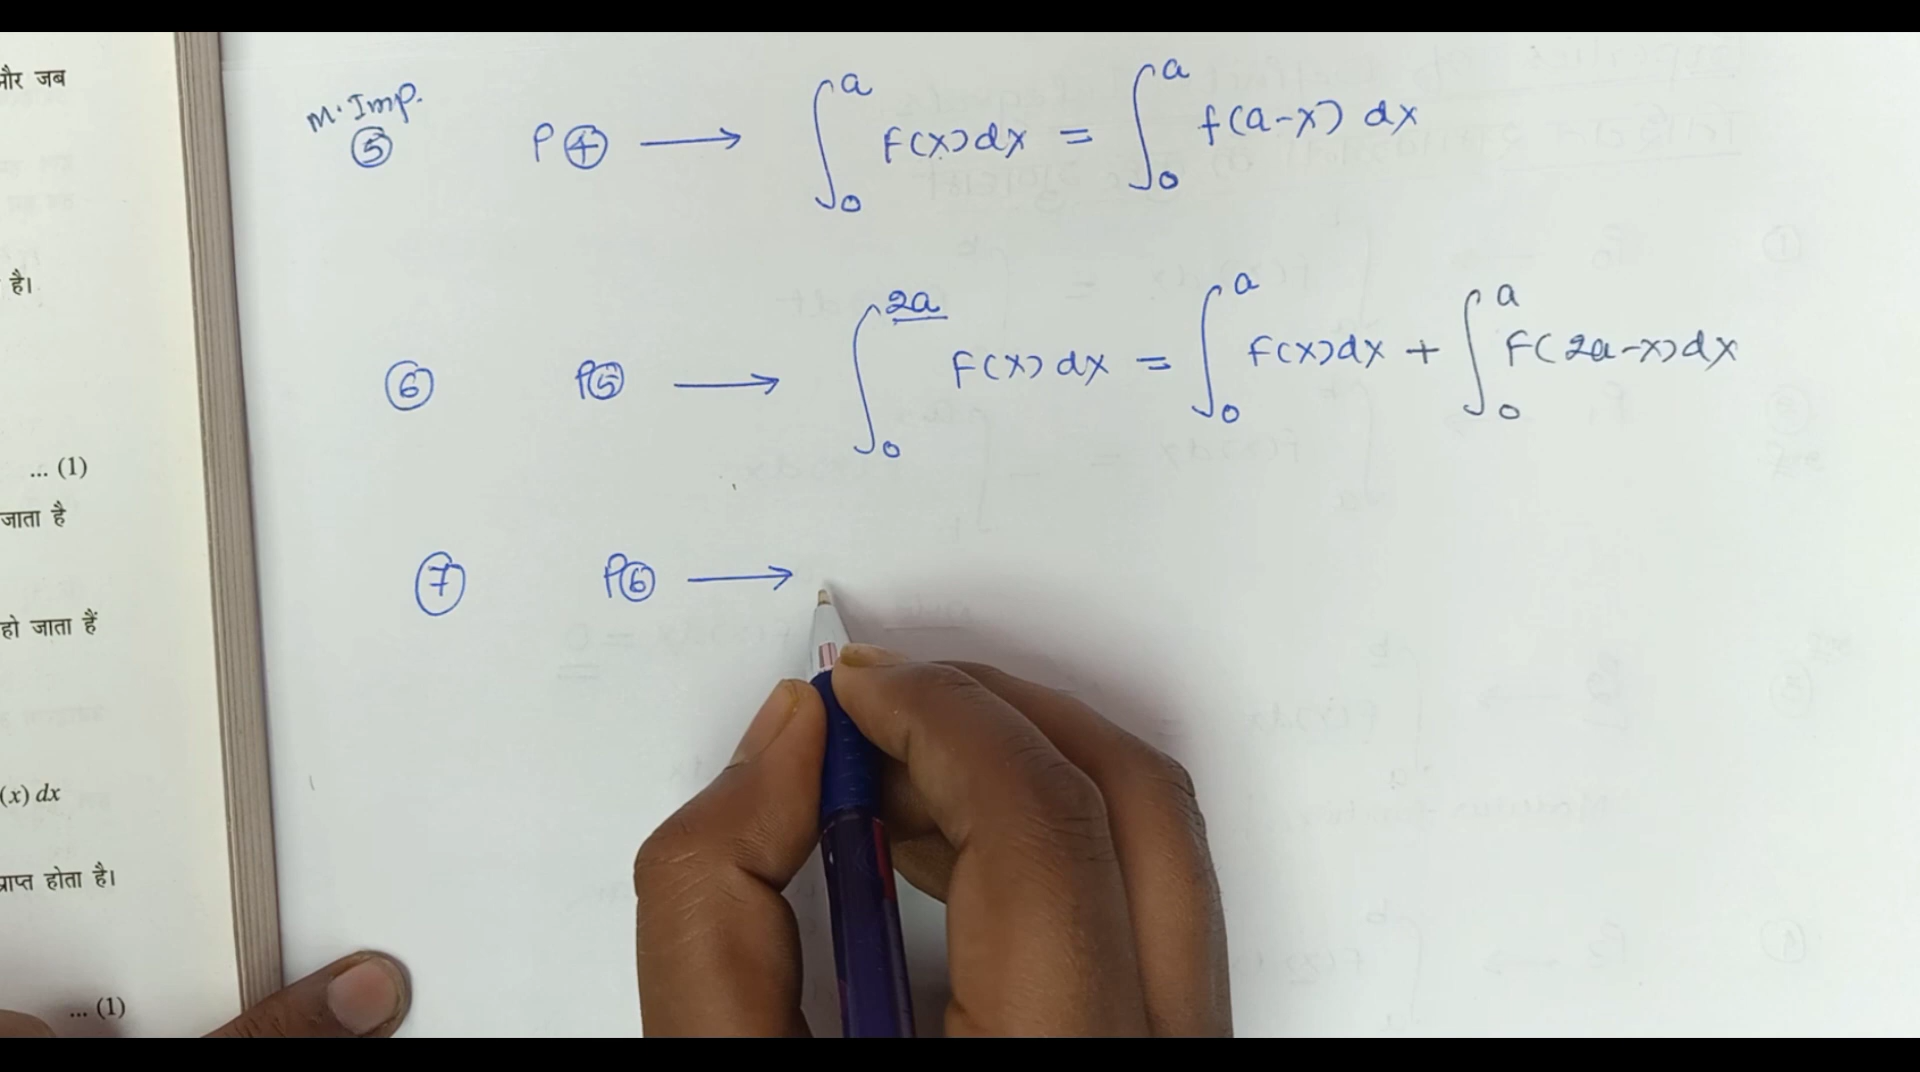 और जब
है।
... (1)
जाता है
हो जाता हैं
(x) dx
प्राप्त होता है।
... (1)
M. Imp.
⑤ P④ ⟶ ∫₀ᵃ f(x)dx = ∫₀ᵃ f(a-x) dx
⑥ P⑤ ⟶ ∫₀²ᵃ f(x)dx = ∫₀ᵃ f(x)dx + ∫₀ᵃ f(2a-x)dx
⑦ P⑥ ⟶